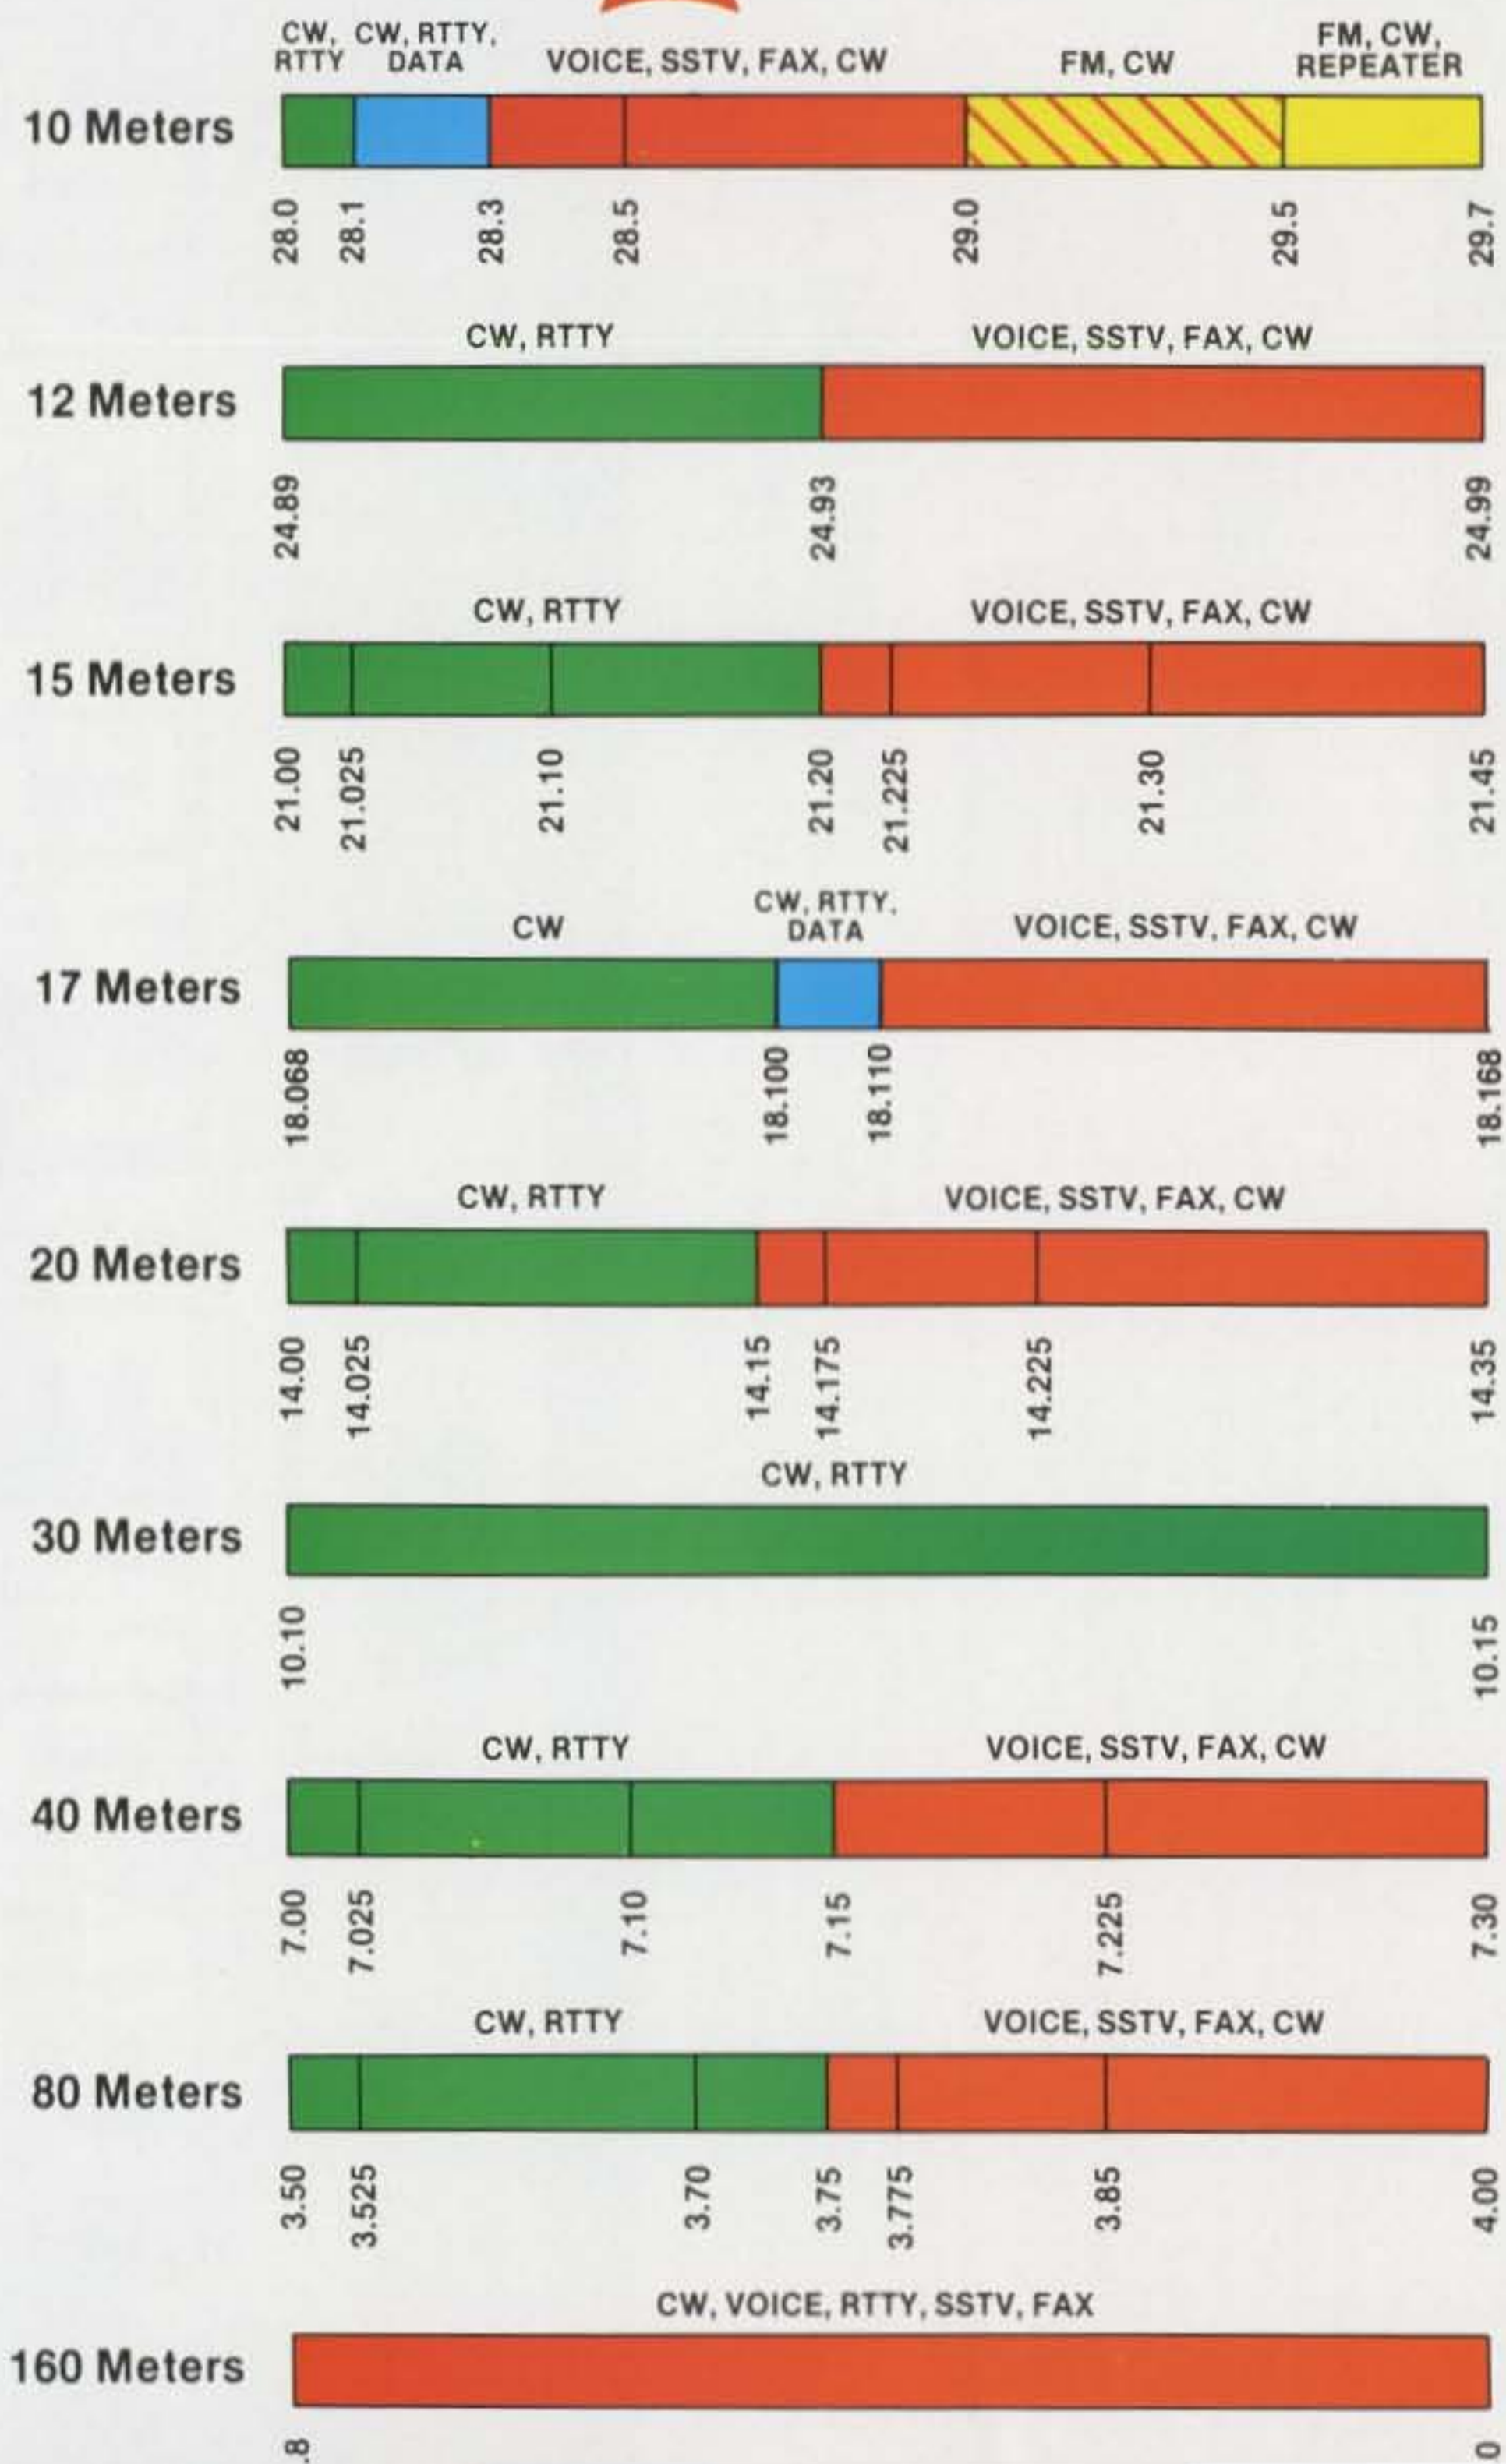 CW, RTTY
CW, RTTY, DATA
VOICE, SSTV, FAX, CW
FM, CW
FM, CW, REPEATER
10 Meters
28.0 28.1 28.3 28.5 29.0 29.5 29.7
CW, RTTY VOICE, SSTV, FAX, CW
12 Meters
24.89 24.93 24.99
CW, RTTY VOICE, SSTV, FAX, CW
15 Meters
21.00 21.025 21.10 21.20 21.225 21.30 21.45
CW
CW, RTTY, DATA
VOICE, SSTV, FAX, CW
17 Meters
18.068 18.100 18.110 18.168
CW, RTTY VOICE, SSTV, FAX, CW
20 Meters
14.00 14.025 14.15 14.175 14.225 14.35
CW, RTTY
30 Meters
10.10 10.15
CW, RTTY VOICE, SSTV, FAX, CW
40 Meters
7.00 7.025 7.10 7.15 7.225 7.30
CW, RTTY VOICE, SSTV, FAX, CW
80 Meters
3.50 3.525 3.70 3.75 3.775 3.85 4.00
CW, VOICE, RTTY, SSTV, FAX
160 Meters
.8 0